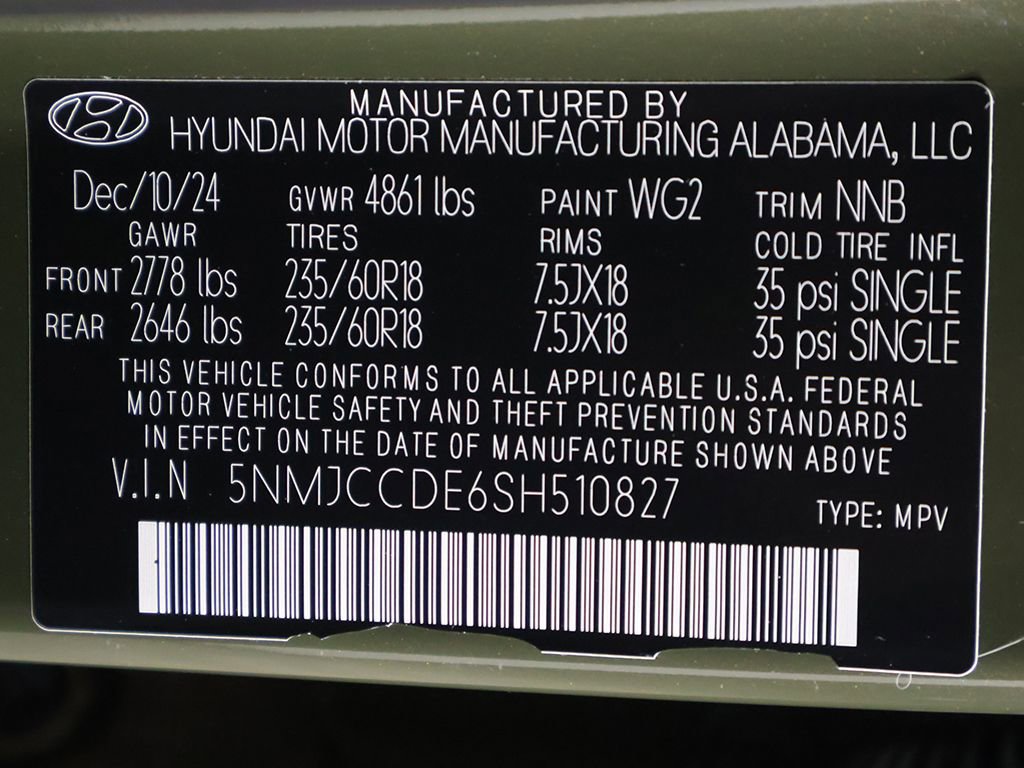 MANUFACTURED BY
HYUNDAI MOTOR MANUFACTURING ALABAMA, LLC
Dec/10/24 GVWR 4861 lbs PAINT WG2 TRIM NNB
GAWR TIRES RIMS COLD TIRE INFL
FRONT 2778 lbs 235/60R18 7.5JX18 35 psi SINGLE
REAR 2646 lbs 235/60R18 7.5JX18 35 psi SINGLE
THIS VEHICLE CONFORMS TO ALL APPLICABLE U.S.A. FEDERAL
MOTOR VEHICLE SAFETY AND THEFT PREVENTION STANDARDS
IN EFFECT ON THE DATE OF MANUFACTURE SHOWN ABOVE
V.I.N 5NMJCCDE6SH510827 TYPE: MPV